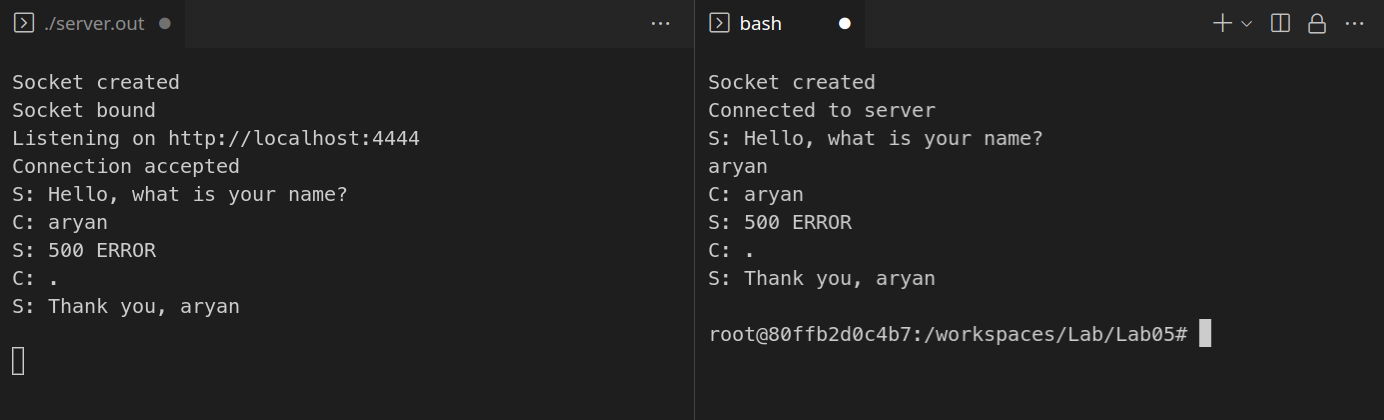 ./server.out
Socket created
Socket bound
Listening on http://localhost:4444
Connection accepted
S: Hello, what is your name?
C: aryan
S: 500 ERROR
C: .
S: Thank you, aryan
bash
Socket created
Connected to server
S: Hello, what is your name?
aryan
C: aryan
S: 500 ERROR
C: .
S: Thank you, aryan
root@80ffb2d0c4b7:/workspaces/Lab/Lab05#